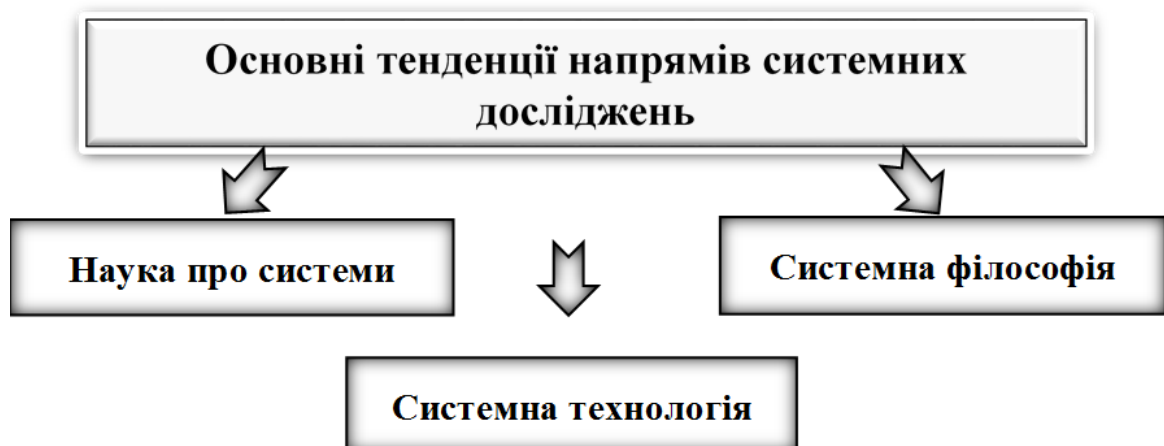 Основні тенденції напрямів системних
досліджень
Наука про системи
Системна філософія
Системна технологія